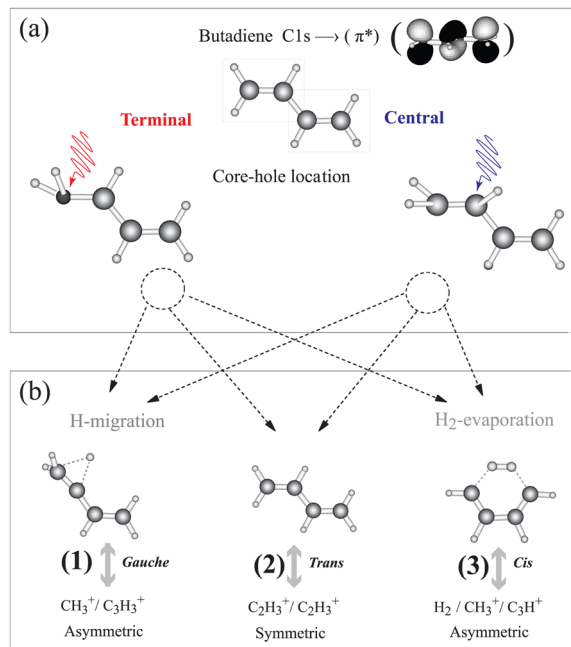 (a)
Butadiene C1s ⟶ ( π*) ( )
Terminal
Central
Core-hole location
(b)
H-migration
H₂-evaporation
(1) Gauche
(2) Trans
(3) Cis
CH₃⁺/ C₃H₃⁺
C₂H₃⁺/ C₂H₃⁺
H₂ / CH₃⁺/ C₃H⁺
Asymmetric
Symmetric
Asymmetric